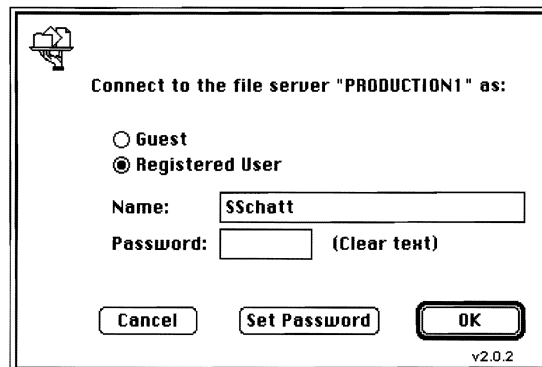 Connect to the file server "PRODUCTION1" as:
Guest
Registered User
Name: SSchatt
Password: (Clear text)
Cancel Set Password OK
v2.0.2